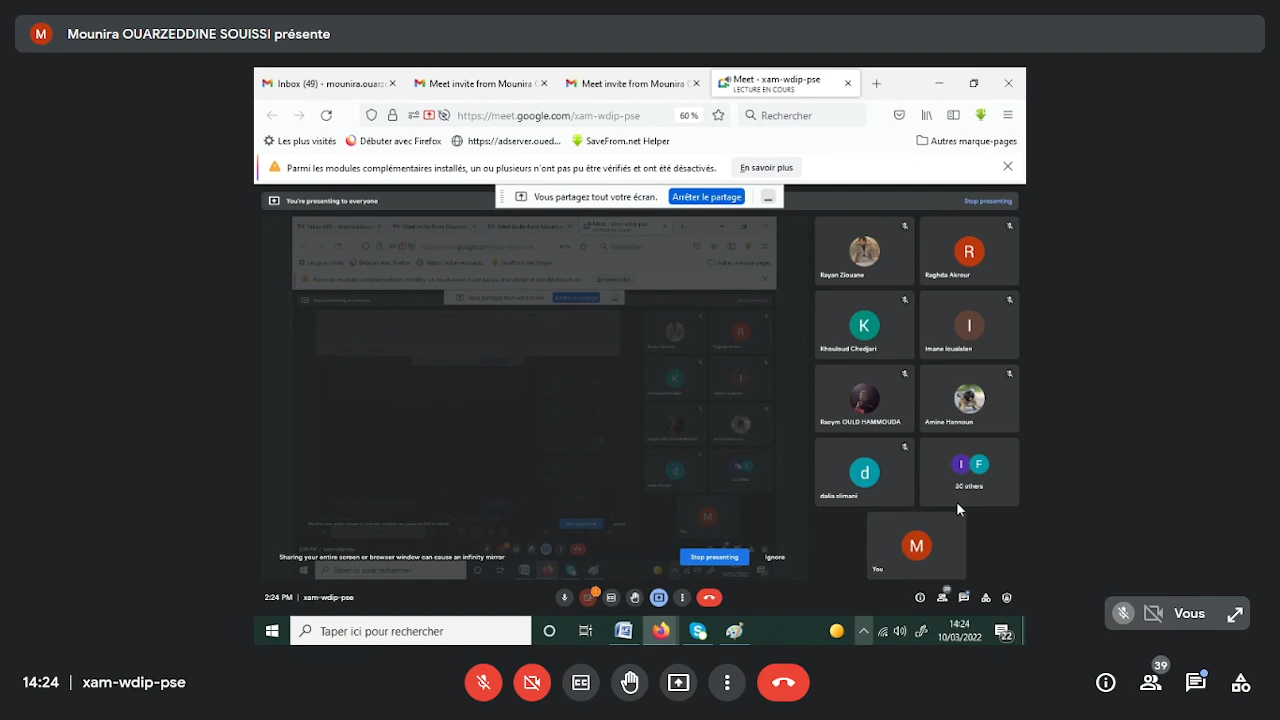 M Mounira OUARZEDDINE SOUISSI présente
Inbox (49) - mounira.ouarz
Meet invite from Mounira
Meet invite from Mounira
Meet - xam-wdip-pse
LECTURE EN COURS
https://meet.google.com/xam-wdip-pse
60 %
Rechercher
Les plus visités
Débuter avec Firefox
https://adserver.oued...
SaveFrom.net Helper
Autres marque-pages
Parmi les modules complémentaires installés, un ou plusieurs n'ont pas pu être vérifiés et ont été désactivés.
En savoir plus
Vous partagez tout votre écran.
Arrêter le partage
You're presenting to everyone
Stop presenting
Rayan Ziouane
R
Raghda Akrour
K
Khouloud Chedjari
I
Imane Ioualalen
Raeym OULD HAMMOUDA
Amine Hannoun
d
dalia slimani
I F
30 others
M
You
Sharing your entire screen or browser window can cause an infinity mirror
Stop presenting
Ignore
2:24 PM | xam-wdip-pse
39
Taper ici pour rechercher
14:24
10/03/2022
22
Vous
14:24 | xam-wdip-pse
CC
39